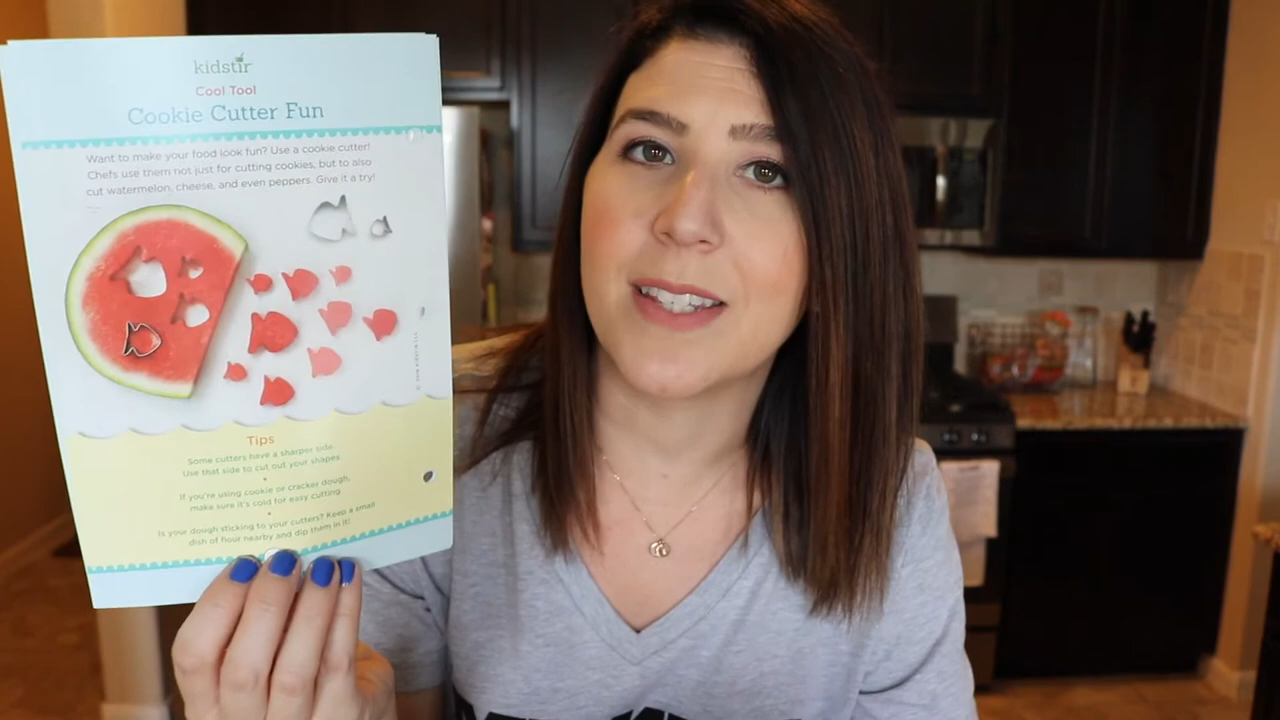 kidstir
Cool Tool
Cookie Cutter Fun
Want to make your food look fun? Use a cookie cutter!
Chefs use them not just for cutting cookies, but to also
cut watermelon, cheese, and even peppers. Give it a try!
Tips
Some cutters have a sharper side.
Use that side to cut out your shapes.
•
If you're using cookie or cracker dough,
make sure it's cold for easy cutting.
•
Is your dough sticking to your cutters? Keep a small
dish of flour nearby and dip them in it!